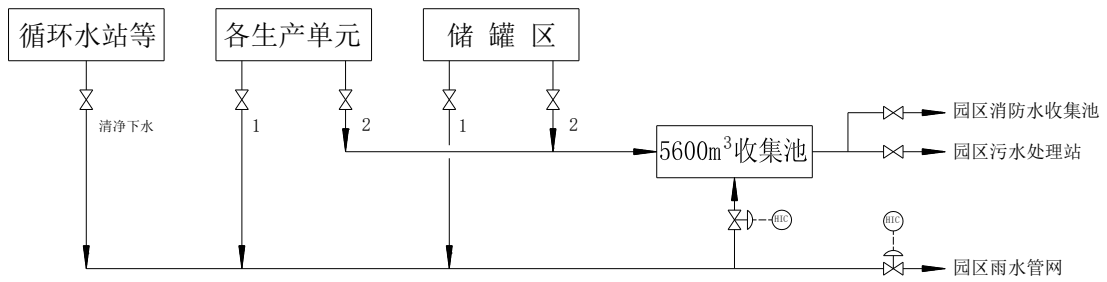 循环水站等
各生产单元
储 罐 区
清净下水
1
2
1
2
5600m³收集池
园区消防水收集池
园区污水处理站
HIC
HIC
园区雨水管网